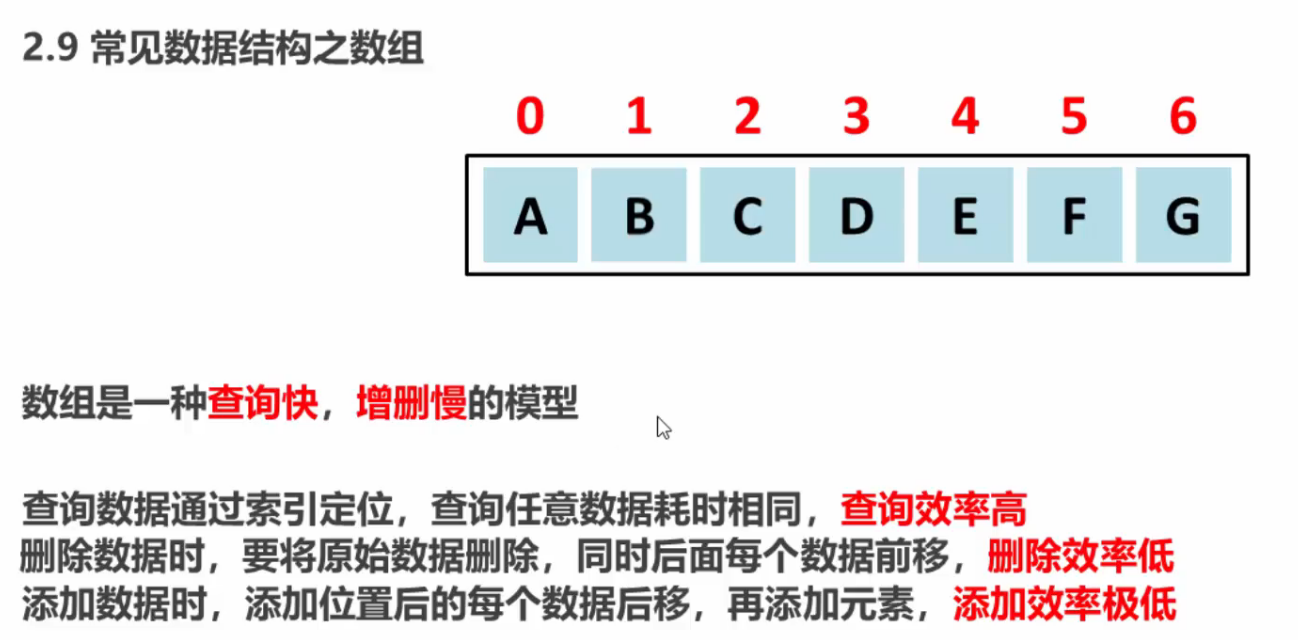 2.9 常见数据结构之数组
0 1 2 3 4 5 6
A B C D E F G
数组是一种查询快，增删慢的模型
查询数据通过索引定位，查询任意数据耗时相同，查询效率高
删除数据时，要将原始数据删除，同时后面每个数据前移，删除效率低
添加数据时，添加位置后的每个数据后移，再添加元素，添加效率极低